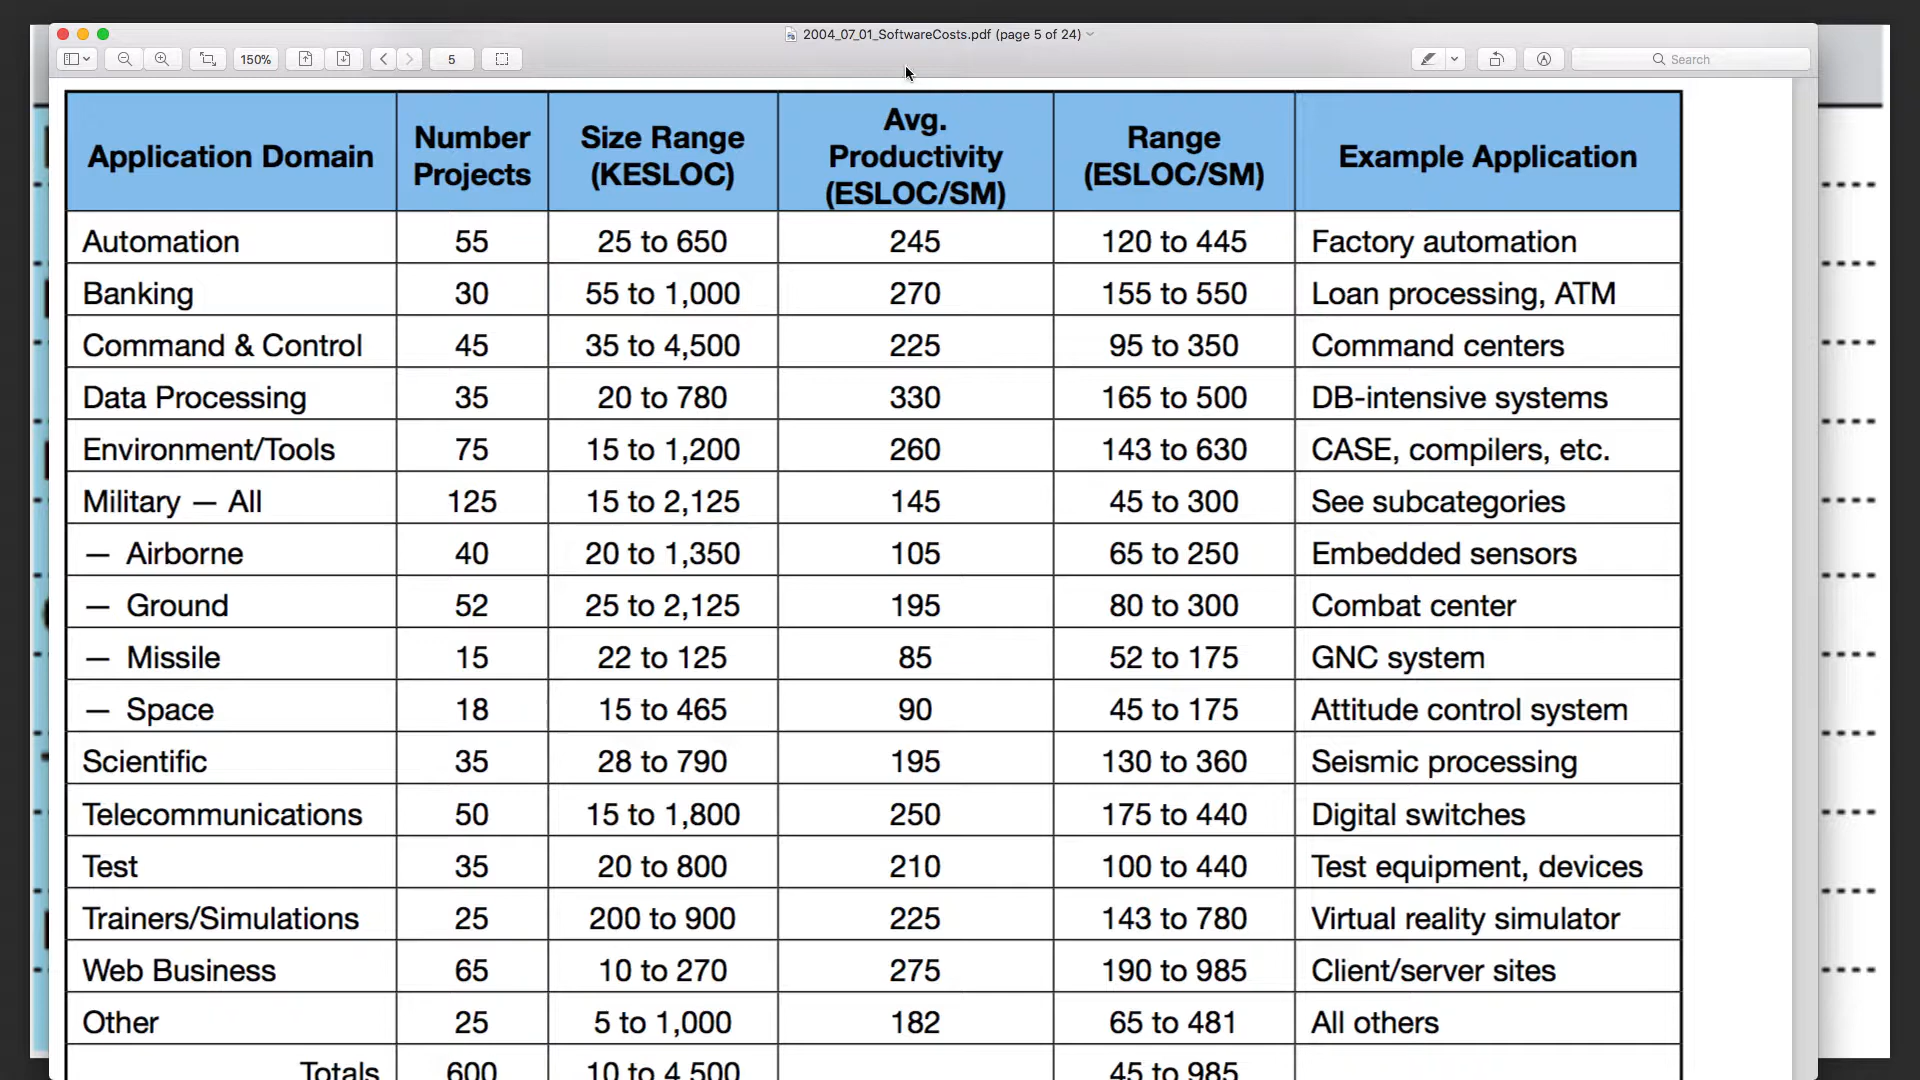 2004_07_01_SoftwareCosts.pdf (page 5 of 24)
150%
5
Search
Application Domain Number Projects Size Range (KESLOC) Avg. Productivity (ESLOC/SM) Range (ESLOC/SM) Example Application
Automation 55 25 to 650 245 120 to 445 Factory automation
Banking 30 55 to 1,000 270 155 to 550 Loan processing, ATM
Command & Control 45 35 to 4,500 225 95 to 350 Command centers
Data Processing 35 20 to 780 330 165 to 500 DB-intensive systems
Environment/Tools 75 15 to 1,200 260 143 to 630 CASE, compilers, etc.
Military — All 125 15 to 2,125 145 45 to 300 See subcategories
— Airborne 40 20 to 1,350 105 65 to 250 Embedded sensors
— Ground 52 25 to 2,125 195 80 to 300 Combat center
— Missile 15 22 to 125 85 52 to 175 GNC system
— Space 18 15 to 465 90 45 to 175 Attitude control system
Scientific 35 28 to 790 195 130 to 360 Seismic processing
Telecommunications 50 15 to 1,800 250 175 to 440 Digital switches
Test 35 20 to 800 210 100 to 440 Test equipment, devices
Trainers/Simulations 25 200 to 900 225 143 to 780 Virtual reality simulator
Web Business 65 10 to 270 275 190 to 985 Client/server sites
Other 25 5 to 1,000 182 65 to 481 All others
Totals 600 10 to 4,500 45 to 985